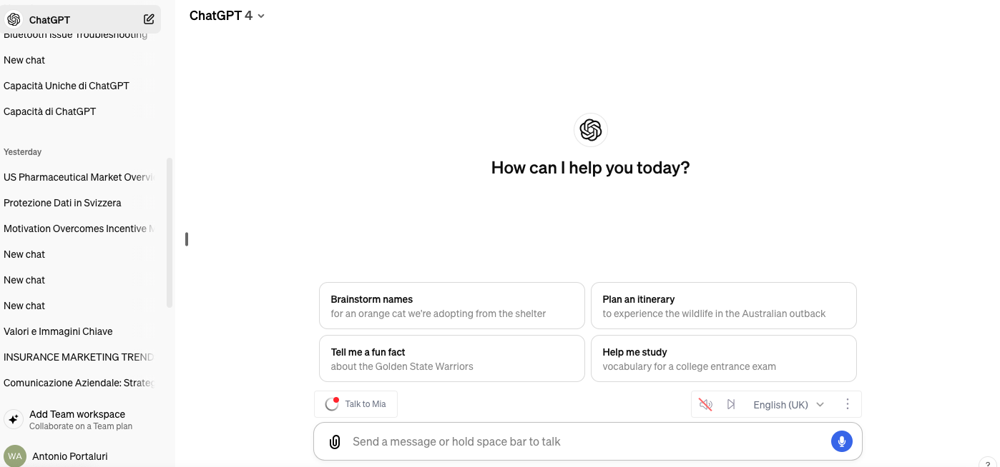 ChatGPT
Bluetooth Issue Troubleshooting
New chat
Capacità Uniche di ChatGPT
Capacità di ChatGPT
Yesterday
US Pharmaceutical Market Overvi
Protezione Dati in Svizzera
Motivation Overcomes Incentive M
New chat
New chat
New chat
Valori e Immagini Chiave
INSURANCE MARKETING TREND
Comunicazione Aziendale: Strateg
Add Team workspace
Collaborate on a Team plan
WA
Antonio Portaluri
ChatGPT 4
How can I help you today?
Brainstorm names
for an orange cat we're adopting from the shelter
Plan an itinerary
to experience the wildlife in the Australian outback
Tell me a fun fact
about the Golden State Warriors
Help me study
vocabulary for a college entrance exam
Talk to Mia
English (UK)
Send a message or hold space bar to talk
?